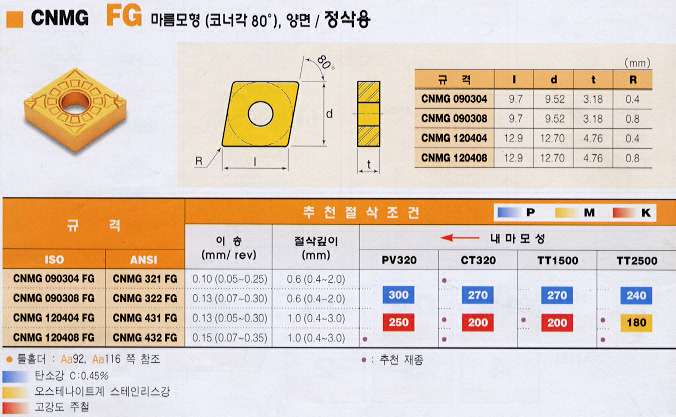 CNMG FG 마름모형 (코너각 80°), 양면 / 정삭용
80°
d
R
l
t
(mm)
규 격 l d t R
CNMG 090304 9.7 9.52 3.18 0.4
CNMG 090308 9.7 9.52 3.18 0.8
CNMG 120404 12.9 12.70 4.76 0.4
CNMG 120408 12.9 12.70 4.76 0.8
규 격 추천절삭조건 P M K
이 송 (mm/ rev) 절삭깊이 (mm) ← 내마모성
ISO ANSI PV320 CT320 TT1500 TT2500
CNMG 090304 FG CNMG 321 FG 0.10 (0.05~0.25) 0.6 (0.4~2.0)
CNMG 090308 FG CNMG 322 FG 0.13 (0.07~0.30) 0.6 (0.4~2.0) 300 270 270 240
CNMG 120404 FG CNMG 431 FG 0.13 (0.05~0.30) 1.0 (0.4~3.0) 250 200 200 180
CNMG 120408 FG CNMG 432 FG 0.15 (0.07~0.35) 1.0 (0.4~3.0)
● 툴홀더 : Aa92, Aa116 쪽 참조 ● : 추천 재종
탄소강 C:0.45%
오스테나이트계 스테인리스강
고강도 주철